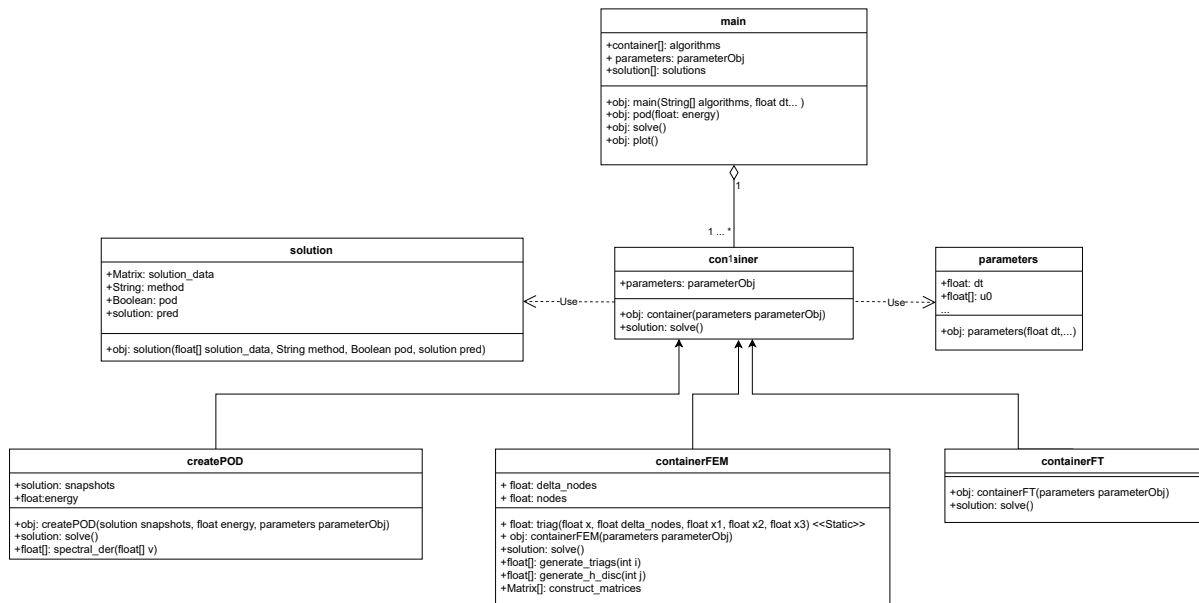 main
+container[]: algorithms
+ parameters: parameterObj
+solution[]: solutions
+obj: main(String[] algorithms, float dt... )
+obj: pod(float: energy)
+obj: solve()
+obj: plot()
1
1 ... *
solution
+Matrix: solution_data
+String: method
+Boolean: pod
+solution: pred
+obj: solution(float[] solution_data, String method, Boolean pod, solution pred)
Use
container
1
+parameters: parameterObj
+obj: container(parameters parameterObj)
+solution: solve()
Use
parameters
+float: dt
+float[]: u0
...
+obj: parameters(float dt,...)
createPOD
+solution: snapshots
+float:energy
+obj: createPOD(solution snapshots, float energy, parameters parameterObj)
+solution: solve()
+float[]: spectral_der(float[] v)
containerFEM
+ float: delta_nodes
+ float: nodes
+ float: triag(float x, float delta_nodes, float x1, float x2, float x3) <<Static>>
+ obj: containerFEM(parameters parameterObj)
+solution: solve()
+float[]: generate_triags(int i)
+float[]: generate_h_disc(int j)
+Matrix[]: construct_matrices
containerFT
+obj: containerFT(parameters parameterObj)
+solution: solve()